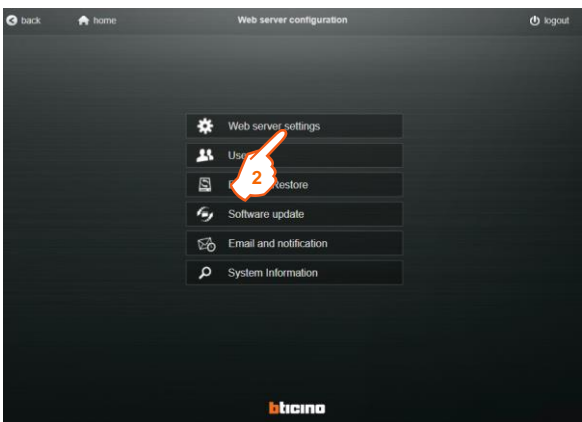 back home Web server configuration logout
Web server settings
Use
2
estore
Software update
Email and notification
System Information
bticino